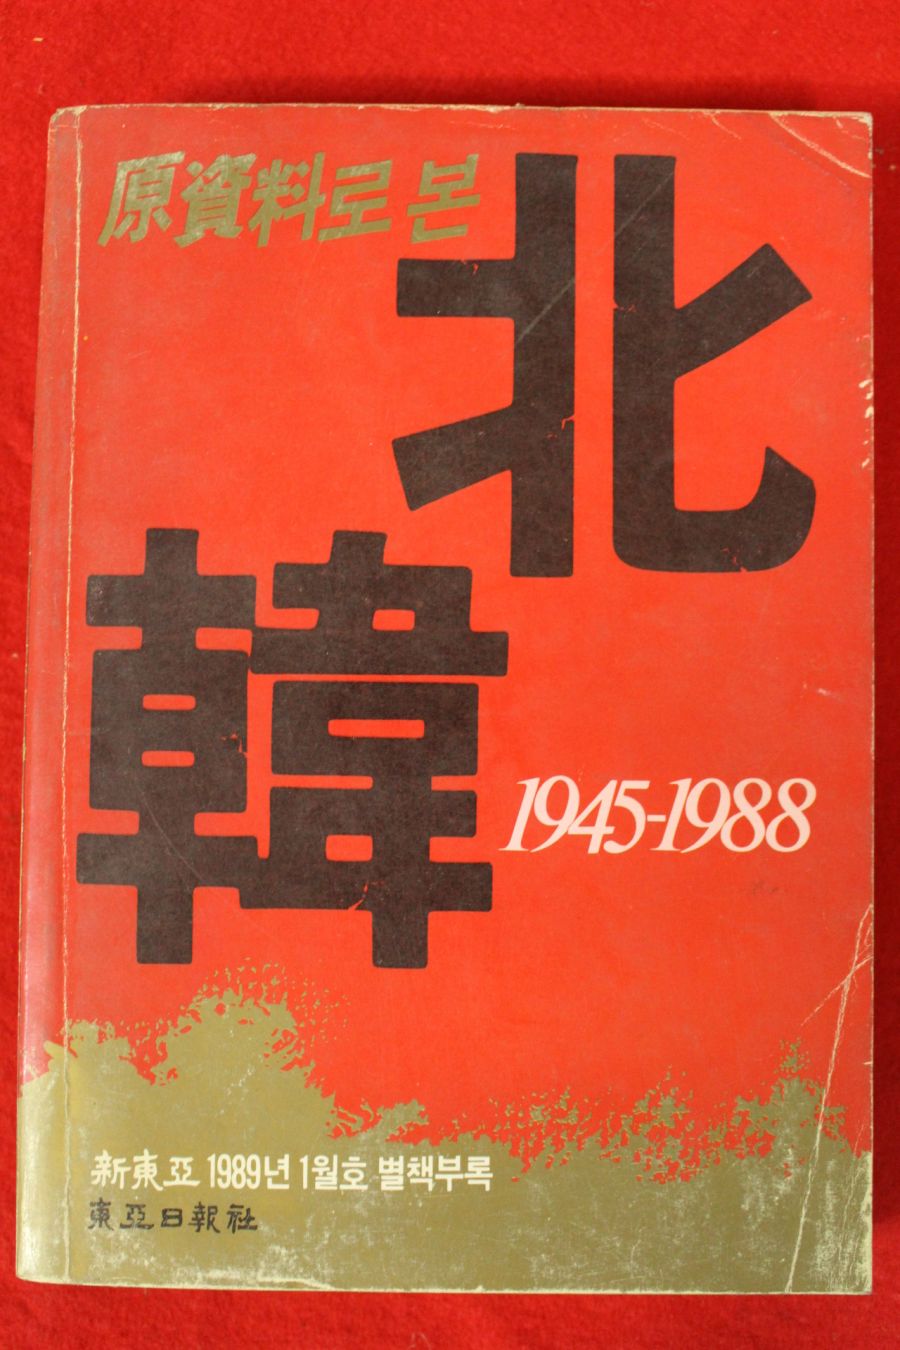 原資料로 본
北
韓
1945-1988
新東亞 1989년 1월호 별책부록
東亞日報社